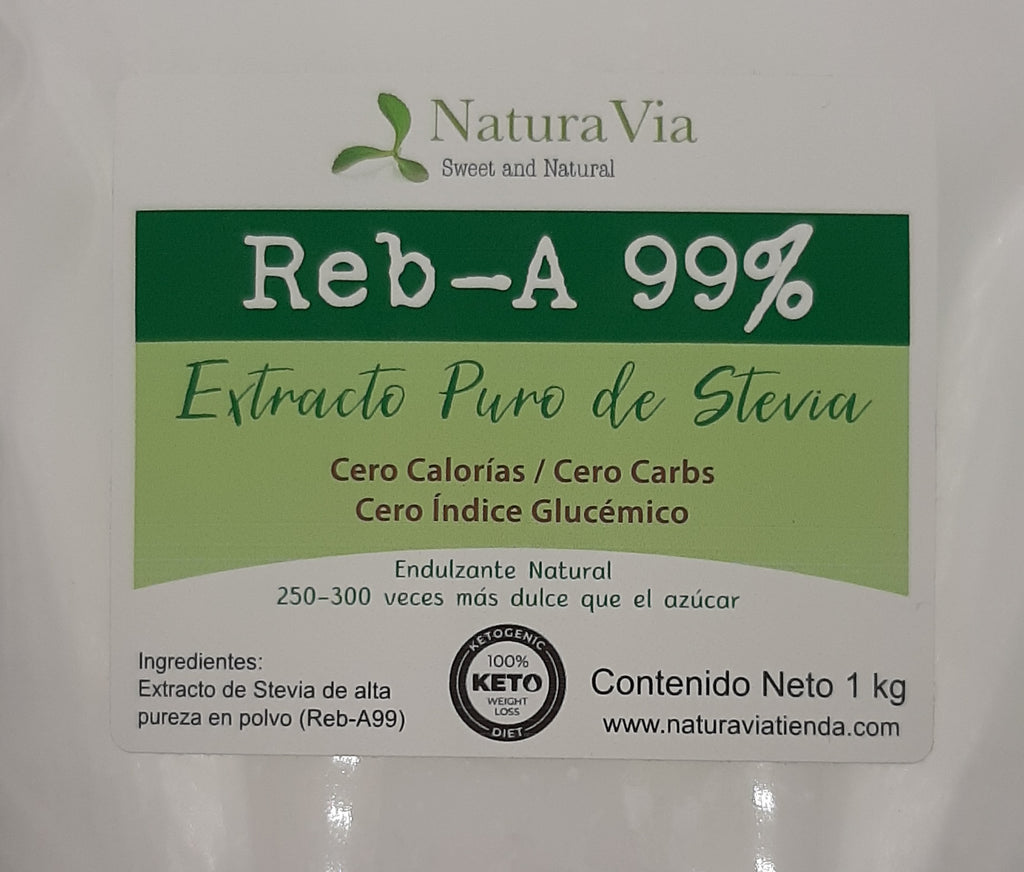 Natura Via
Sweet and Natural
Reb-A 99%
Extracto Puro de Stevia
Cero Calorías / Cero Carbs
Cero Índice Glucémico
Endulzante Natural
250-300 veces más dulce que el azúcar
Ingredientes:
Extracto de Stevia de alta
pureza en polvo (Reb-A99)
KETOGENIC
100%
KETO
WEIGHT
LOSS
DIET
Contenido Neto 1 kg
www.naturaviatienda.com